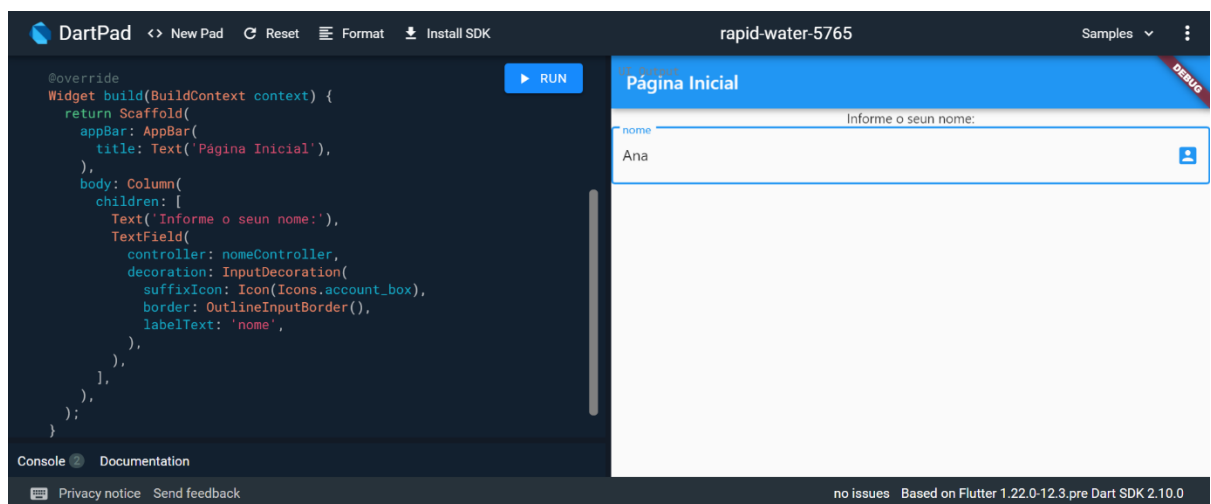 DartPad <> New Pad Reset Format Install SDK rapid-water-5765 Samples
@override
Widget build(BuildContext context) {
return Scaffold(
appBar: AppBar(
title: Text('Página Inicial'),
),
body: Column(
children: [
Text('Informe o seun nome:'),
TextField(
controller: nomeController,
decoration: InputDecoration(
suffixIcon: Icon(Icons.account_box),
border: OutlineInputBorder(),
labelText: 'nome',
),
),
],
),
);
}
RUN
Página Inicial
DEBUG
Informe o seun nome:
nome
Ana
Console 2 Documentation
Privacy notice Send feedback
no issues Based on Flutter 1.22.0-12.3.pre Dart SDK 2.10.0